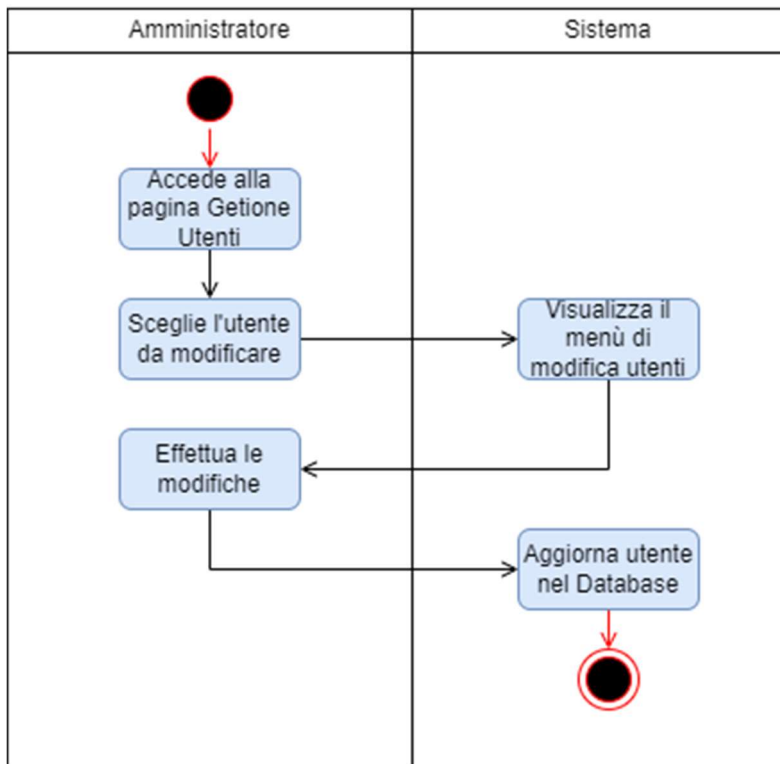 Amministratore
Sistema
Accede alla
pagina Getione
Utenti
Sceglie l'utente
da modificare
Visualizza il
menù di
modifica utenti
Effettua le
modifiche
Aggiorna utente
nel Database